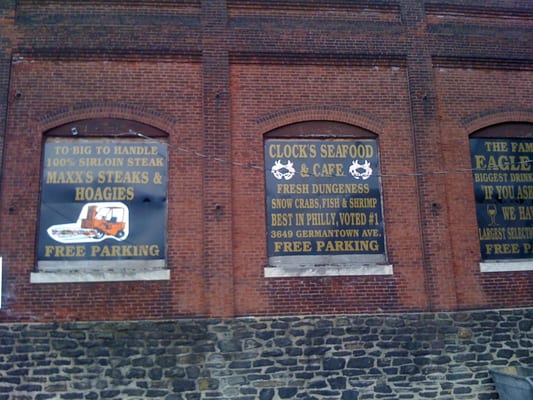 TO BIG TO HANDLE
100% SIRLOIN STEAK
MAXX'S STEAKS &
HOAGIES
FREE PARKING
CLOCK'S SEAFOOD
& CAFE
FRESH DUNGENESS
SNOW CRABS, FISH & SHRIMP
BEST IN PHILLY, VOTED #1
3649 GERMANTOWN AVE.
FREE PARKING
THE FAM
EAGLE
BIGGEST DRIN
"IF YOU ASK
WE HAV
LARGEST SELECTI
FREE P